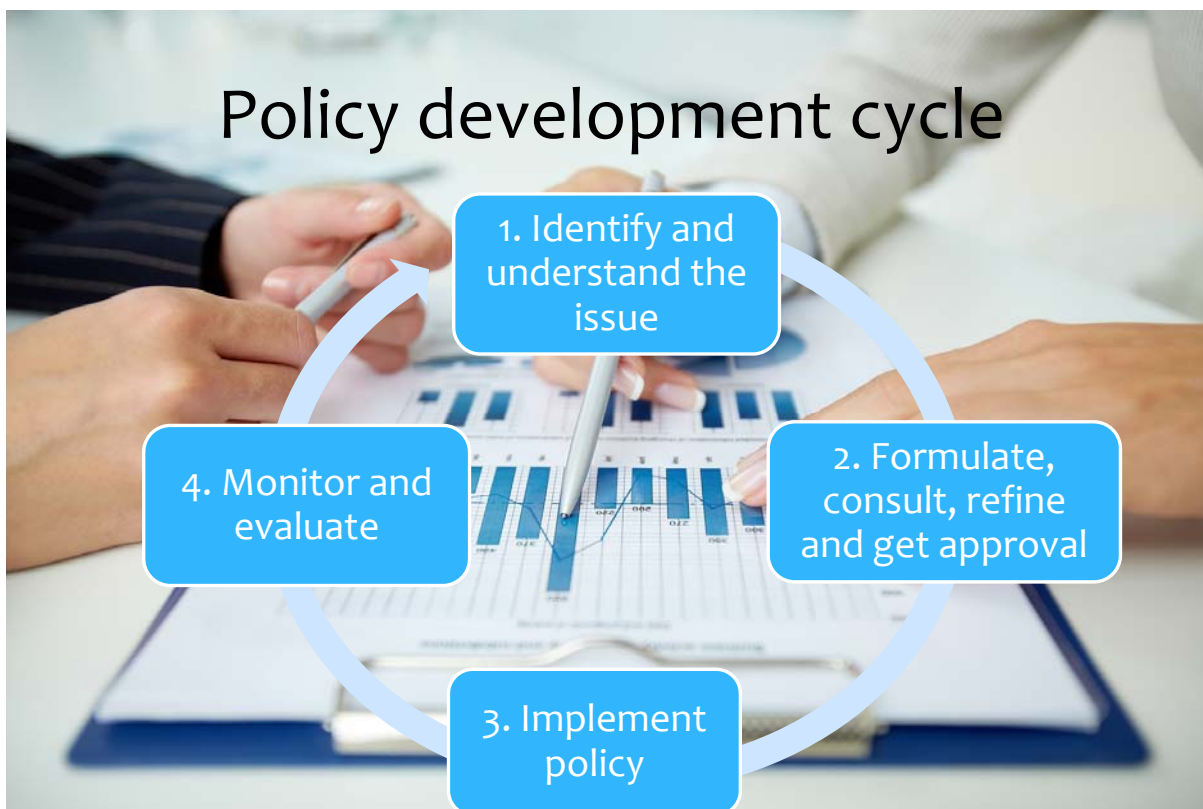 Policy development cycle
1. Identify and
understand the
issue
2. Formulate,
consult, refine
and get approval
3. Implement
policy
4. Monitor and
evaluate